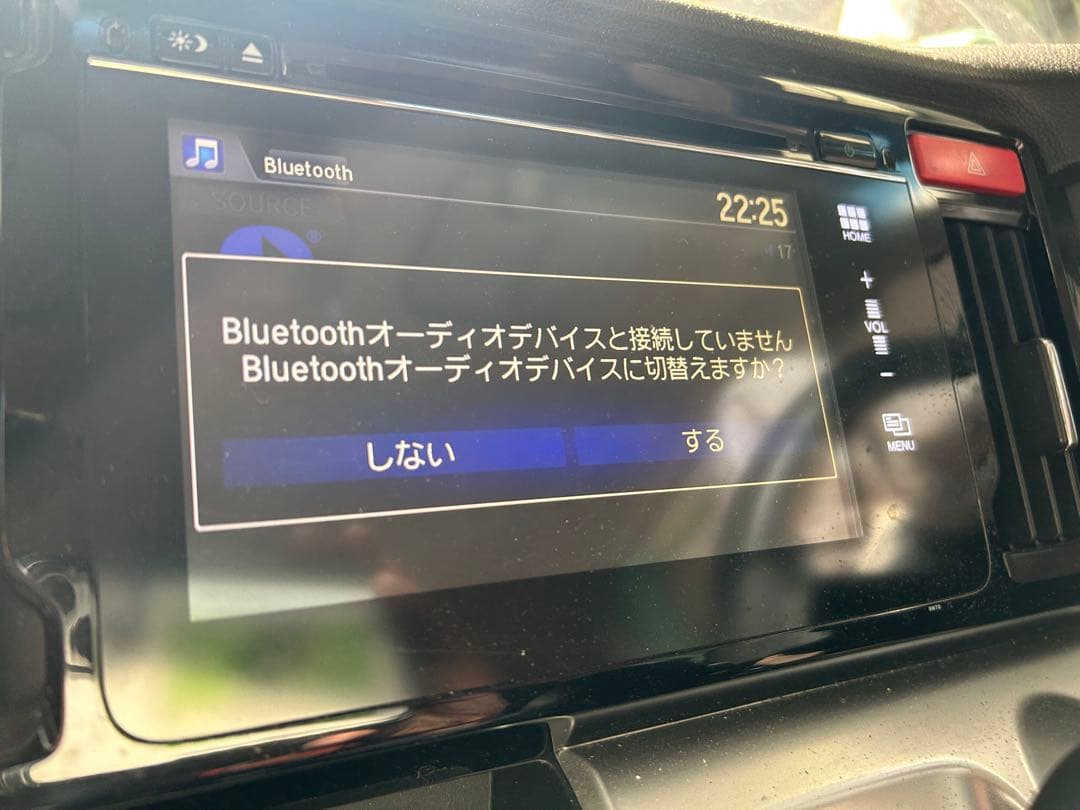 Bluetooth
SOURCE
22:25
17
HOME
Bluetoothオーディオデバイスと接続していません
Bluetoothオーディオデバイスに切替えますか？
しない
する
+
VOL
-
MENU